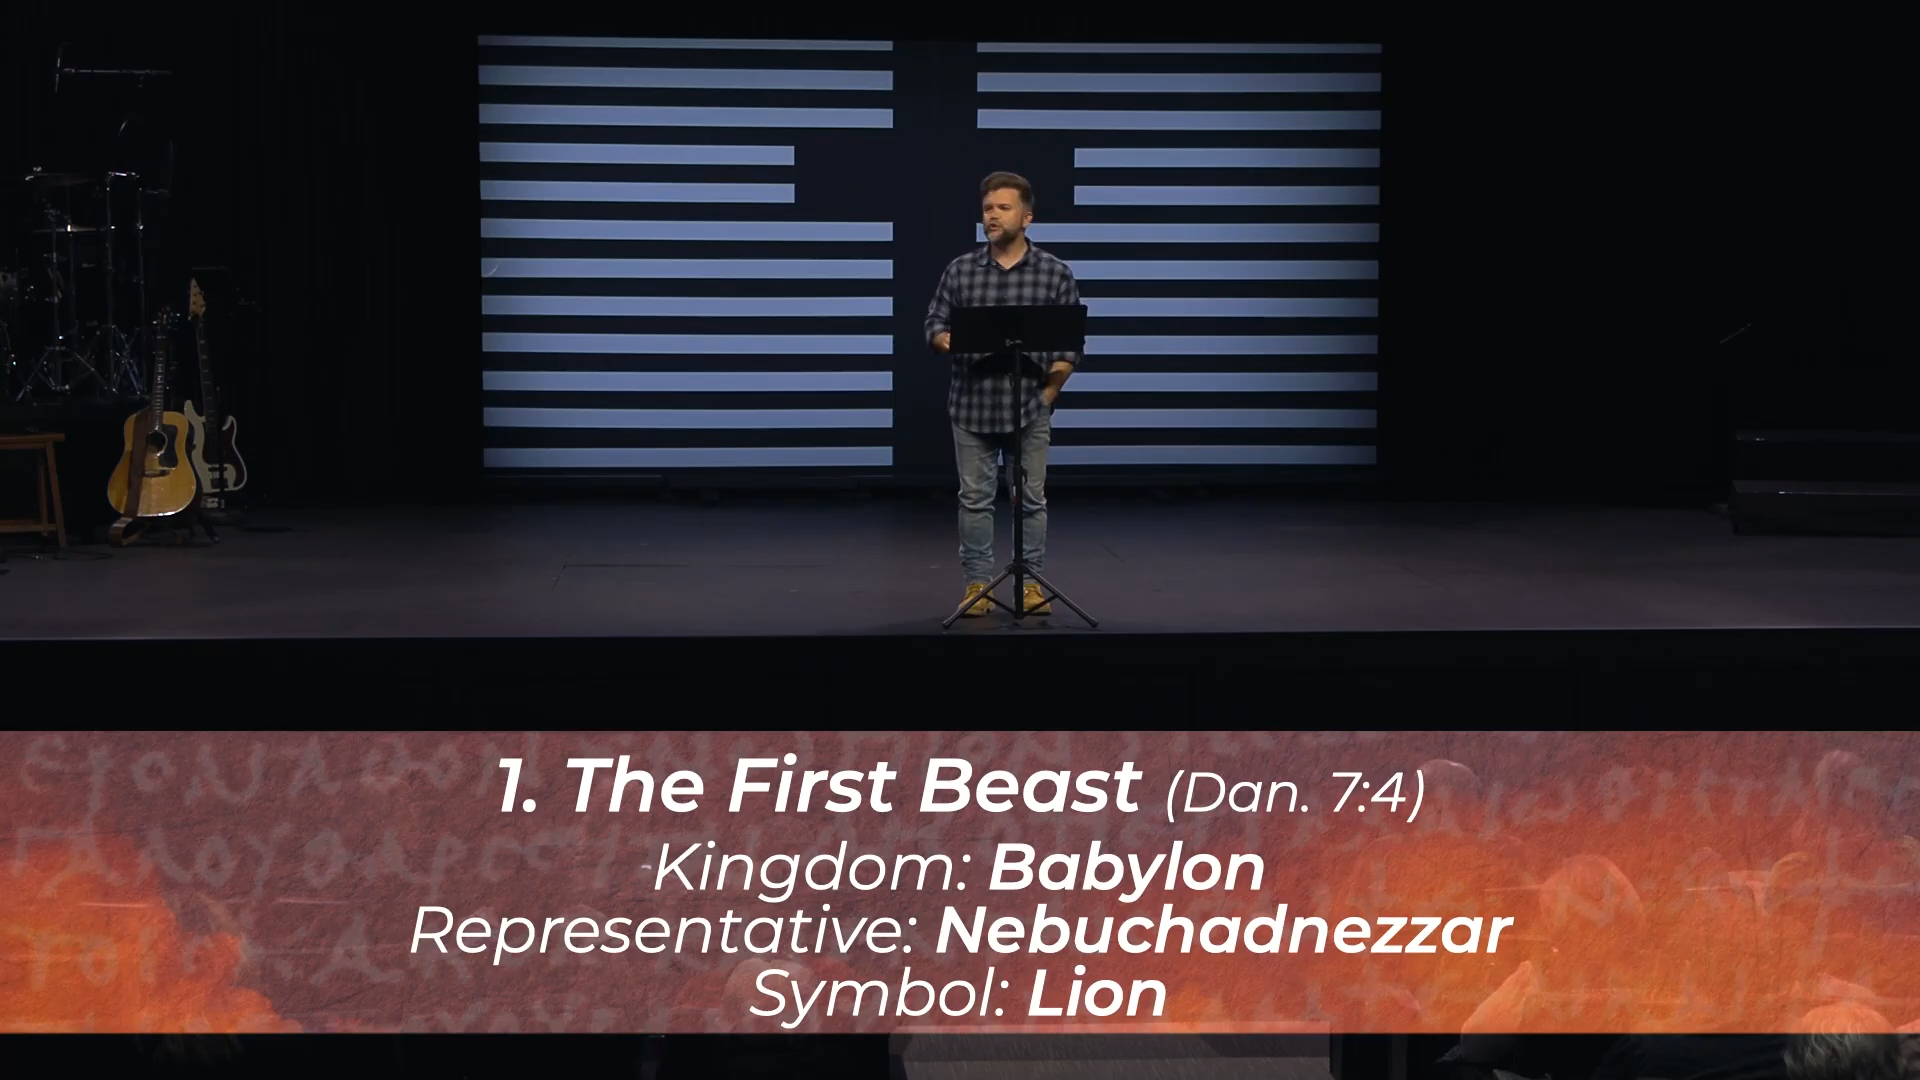 1. The First Beast (Dan. 7:4)
Kingdom: Babylon
Representative: Nebuchadnezzar
Symbol: Lion